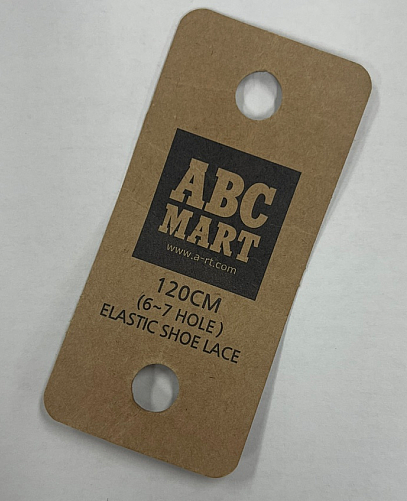 ABC
MART
www.a-rt.com
120CM
(6~7 HOLE)
ELASTIC SHOE LACE